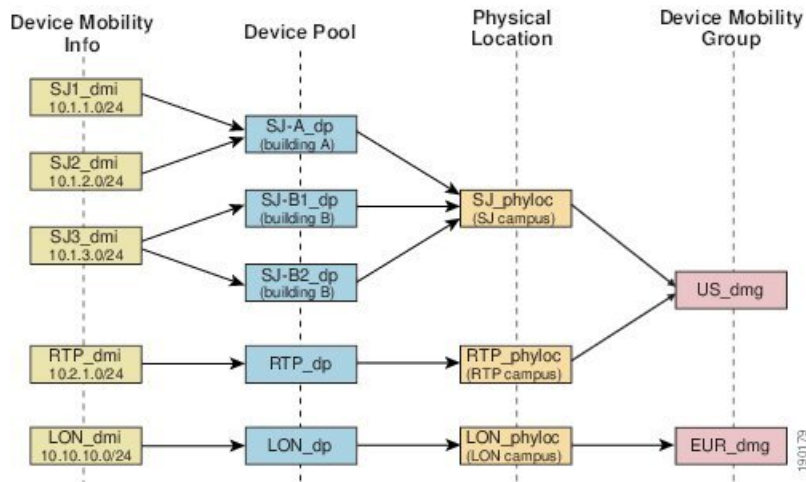 Device Mobility
Info
Device Pool
Physical
Location
Device Mobility
Group
SJ1_dmi
10.1.1.0/24
SJ2_dmi
10.1.2.0/24
SJ3_dmi
10.1.3.0/24
RTP_dmi
10.2.1.0/24
LON_dmi
10.10.10.0/24
SJ-A_dp
(building A)
SJ-B1_dp
(building B)
SJ-B2_dp
(building B)
RTP_dp
LON_dp
SJ_phyloc
(SJ campus)
RTP_phyloc
(RTP campus)
LON_phyloc
(LON campus)
US_dmg
EUR_dmg
190179